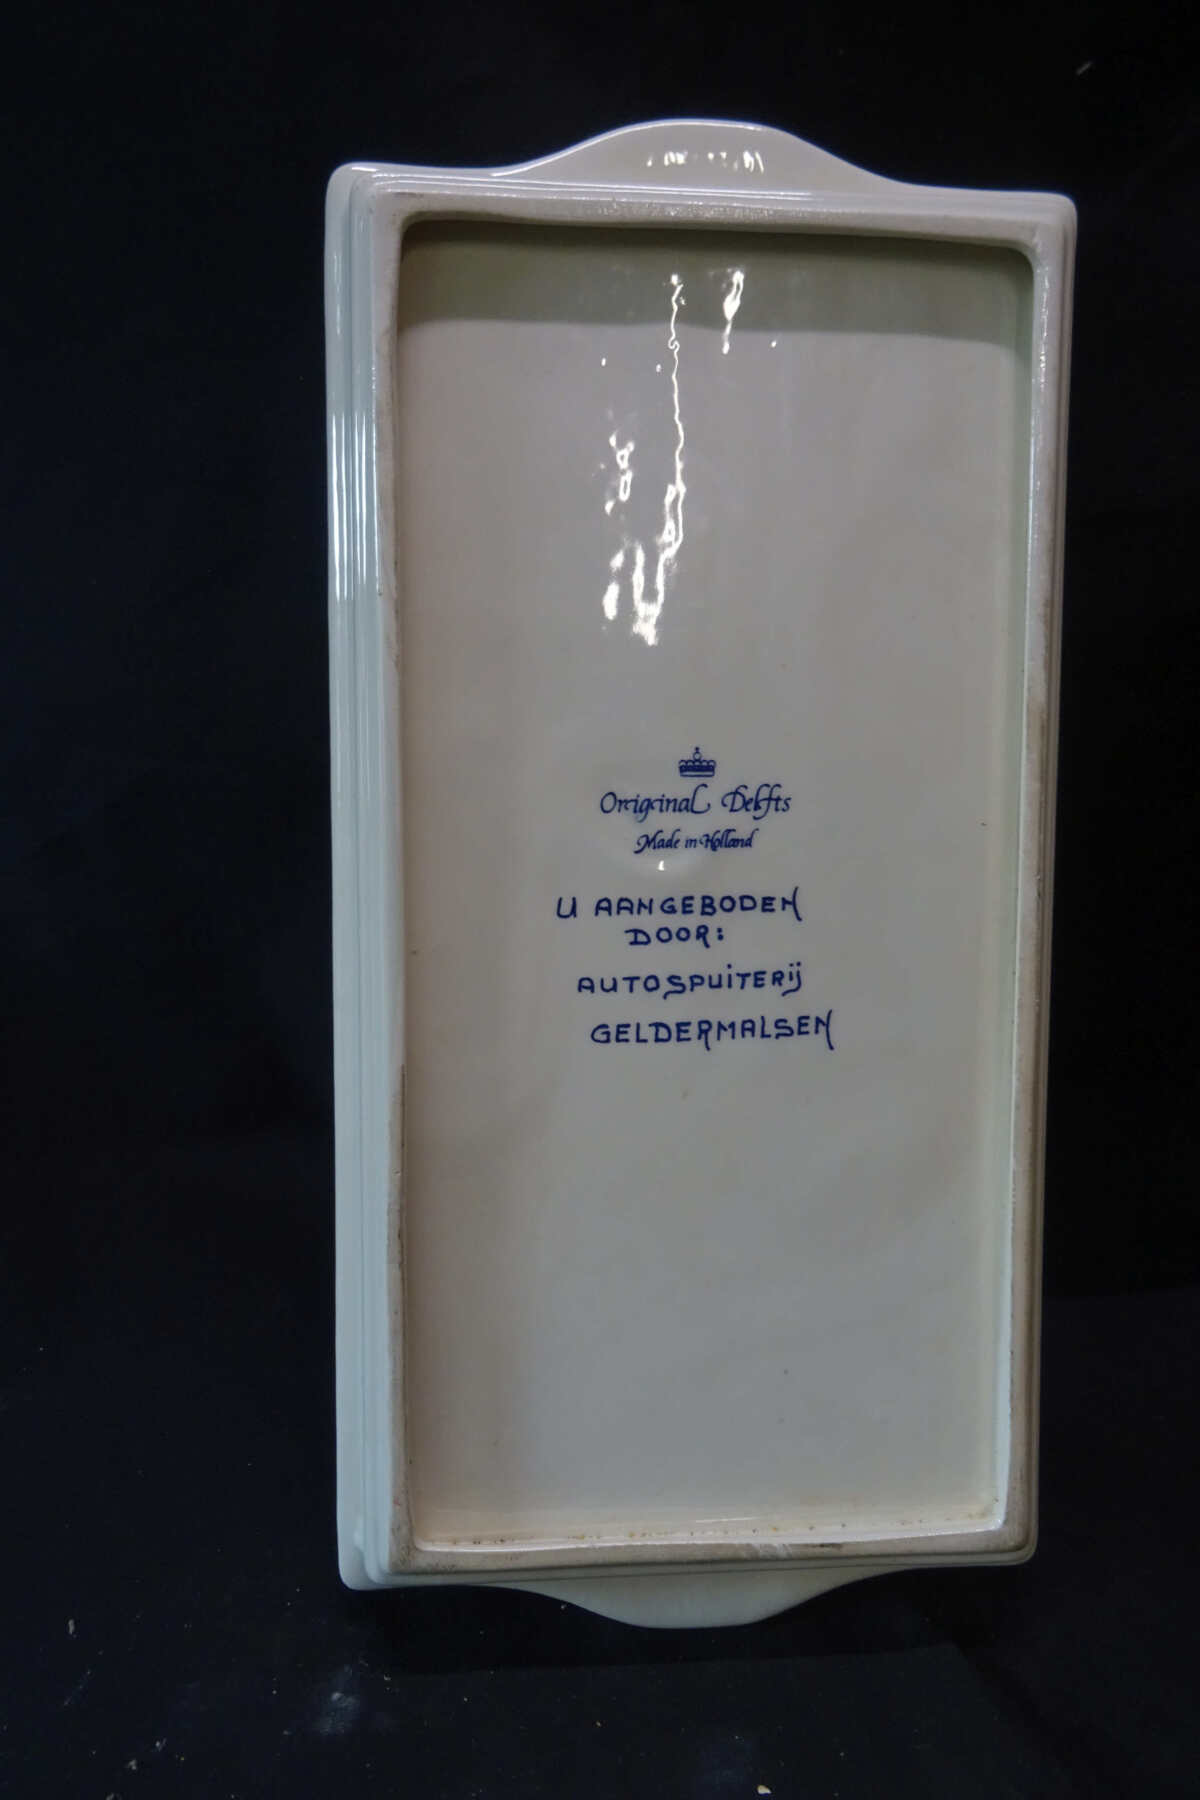 Original Delfts
Made in Holland
U AANGEBODEN
DOOR:
AUTOSPUITERIJ
GELDERMALSEN